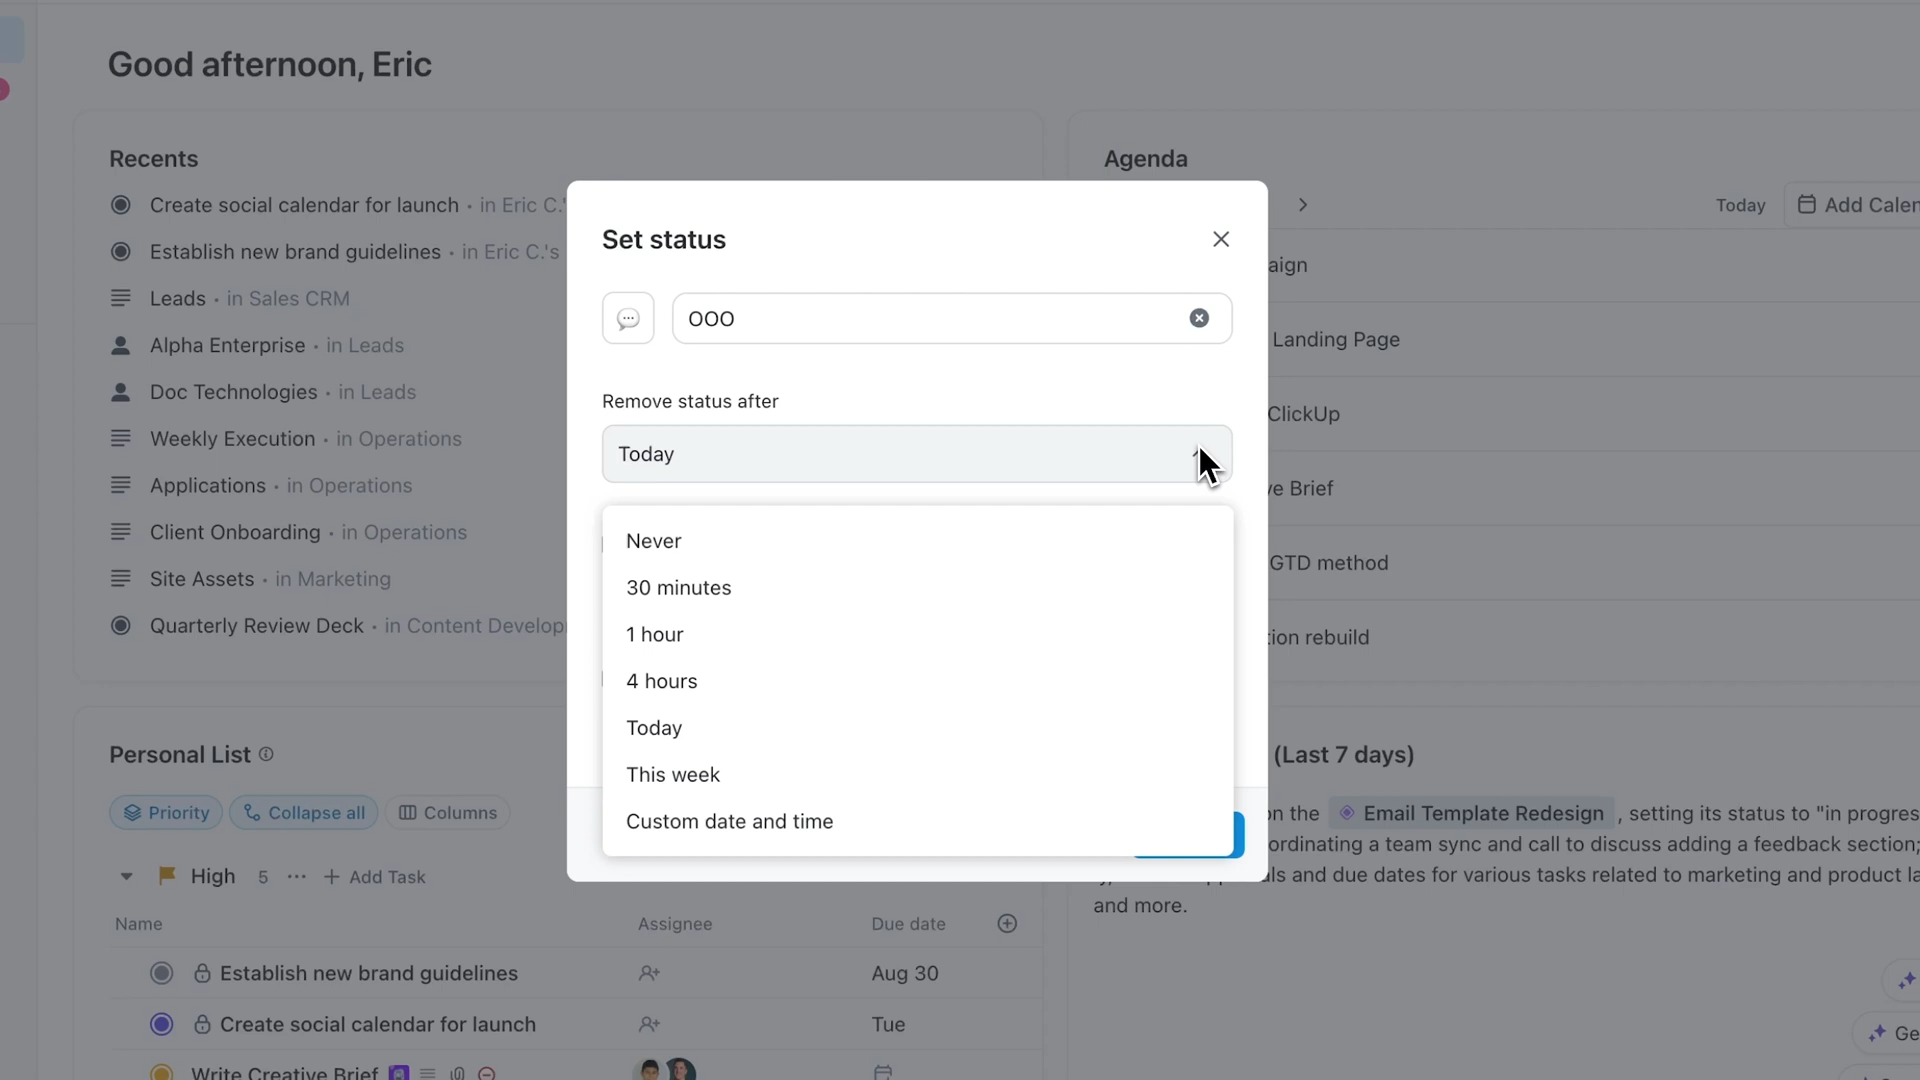 Good afternoon, Eric
Recents
Create social calendar for launch • in Eric C.'
Establish new brand guidelines • in Eric C.'s
Leads • in Sales CRM
Alpha Enterprise • in Leads
Doc Technologies • in Leads
Weekly Execution • in Operations
Applications • in Operations
Client Onboarding • in Operations
Site Assets • in Marketing
Quarterly Review Deck • in Content Develop
Agenda
Today
Add Calen
aign
Landing Page
ClickUp
ve Brief
GTD method
tion rebuild
Set status
OOO
Remove status after
Today
Never
30 minutes
1 hour
4 hours
Today
This week
Custom date and time
Personal List
Priority
Collapse all
Columns
High 5 ... + Add Task
Name Assignee Due date
Establish new brand guidelines Aug 30
Create social calendar for launch Tue
Write Creative Brief
(Last 7 days)
on the Email Template Redesign , setting its status to "in progres
ordinating a team sync and call to discuss adding a feedback section;
als and due dates for various tasks related to marketing and product la
and more.
Ge